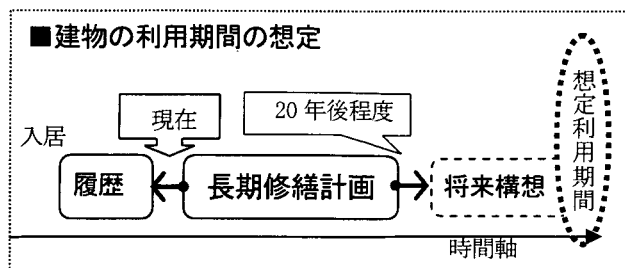 ■建物の利用期間の想定
20 年後程度
現在
入居
履歴
長期修繕計画
将来構想
想定利用期間
時間軸